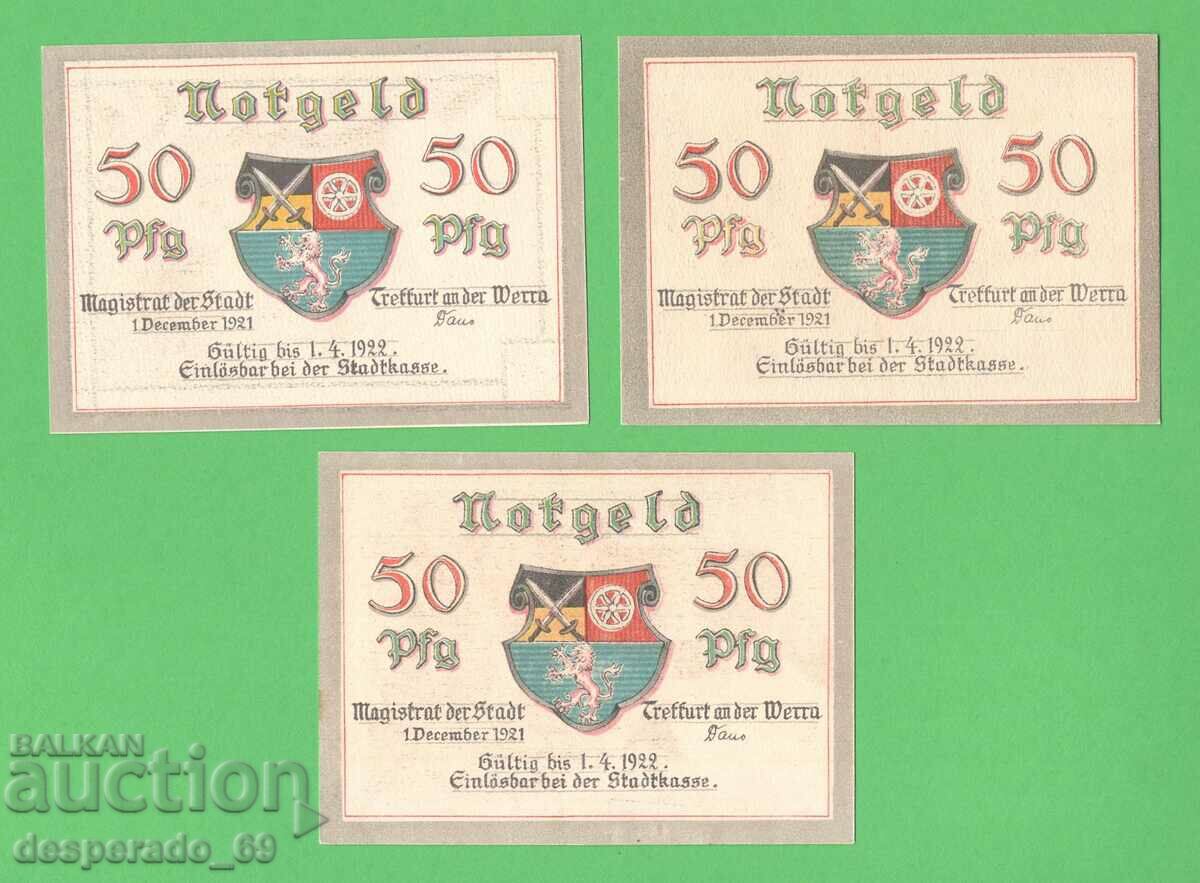 Notgeld
50 50
Pfg Pfg
Magistrat der Stadt Treffurt an der Werra
1. December 1921
Gültig bis 1. 4. 1922.
Einlösbar bei der Stadtkasse.
Notgeld
50 50
Pfg Pfg
Magistrat der Stadt Treffurt an der Werra
1. December 1921
Gültig bis 1. 4. 1922.
Einlösbar bei der Stadtkasse.
Notgeld
50 50
Pfg Pfg
Magistrat der Stadt Treffurt an der Werra
1. December 1921
Gültig bis 1. 4. 1922.
Einlösbar bei der Stadtkasse.
BALKAN
auction
desperado_69